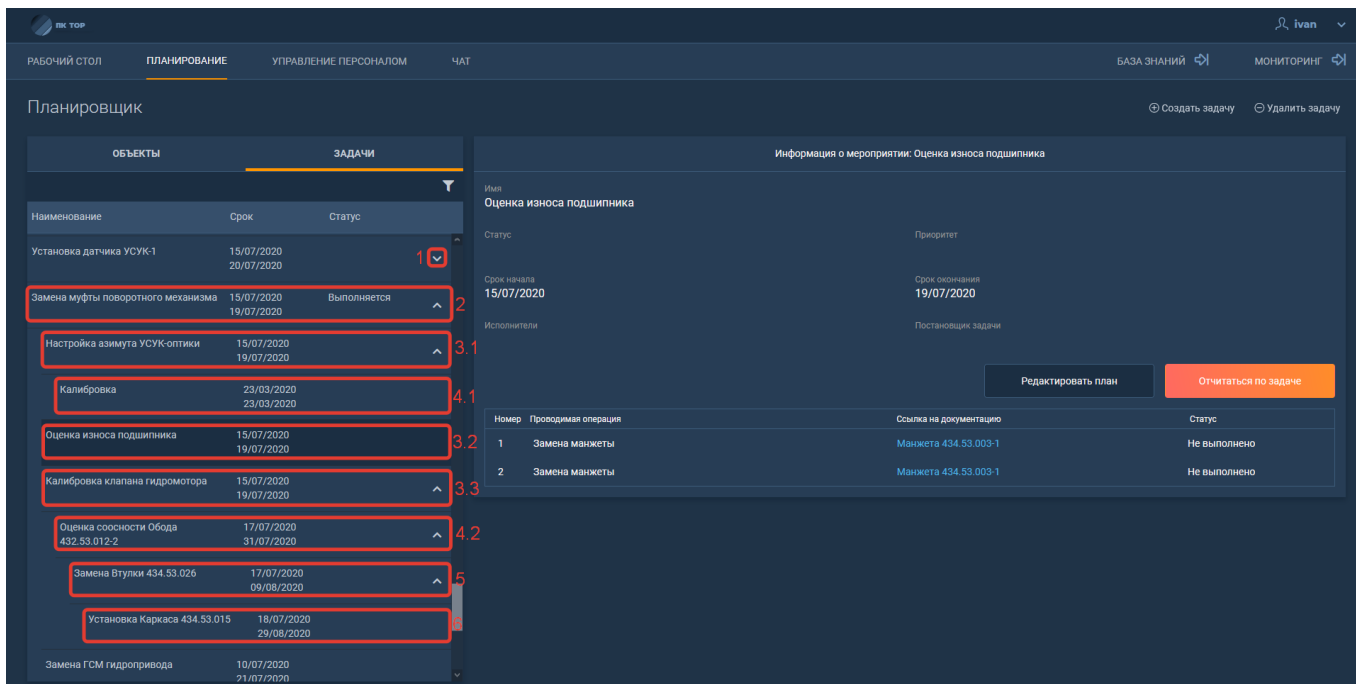 ПК ТОР
ivan
РАБОЧИЙ СТОЛ ПЛАНИРОВАНИЕ УПРАВЛЕНИЕ ПЕРСОНАЛОМ ЧАТ БАЗА ЗНАНИЙ МОНИТОРИНГ
Планировщик
Создать задачу Удалить задачу
ОБЪЕКТЫ ЗАДАЧИ
Наименование Срок Статус
Установка датчика УСУК-1 15/07/2020
20/07/2020
1
Замена муфты поворотного механизма 15/07/2020 Выполняется
19/07/2020
2
Настройка азимута УСУК-оптики 15/07/2020
19/07/2020
3.1
Калибровка 23/03/2020
23/03/2020
4.1
Оценка износа подшипника 15/07/2020
19/07/2020
3.2
Калибровка клапана гидромотора 15/07/2020
19/07/2020
3.3
Оценка соосности Обода 17/07/2020
432.53.012-2 31/07/2020
4.2
Замена Втулки 434.53.026 17/07/2020
09/08/2020
5
Установка Каркаса 434.53.015 18/07/2020
29/08/2020
6
Замена ГСМ гидропривода 10/07/2020
21/07/2020
Информация о мероприятии: Оценка износа подшипника
Имя
Оценка износа подшипника
Статус Приоритет
Срок начала Срок окончания
15/07/2020 19/07/2020
Исполнители Постановщик задачи
Редактировать план Отчитаться по задаче
Номер Проводимая операция Ссылка на документацию Статус
1 Замена манжеты Манжета 434.53.003-1 Не выполнено
2 Замена манжеты Манжета 434.53.003-1 Не выполнено